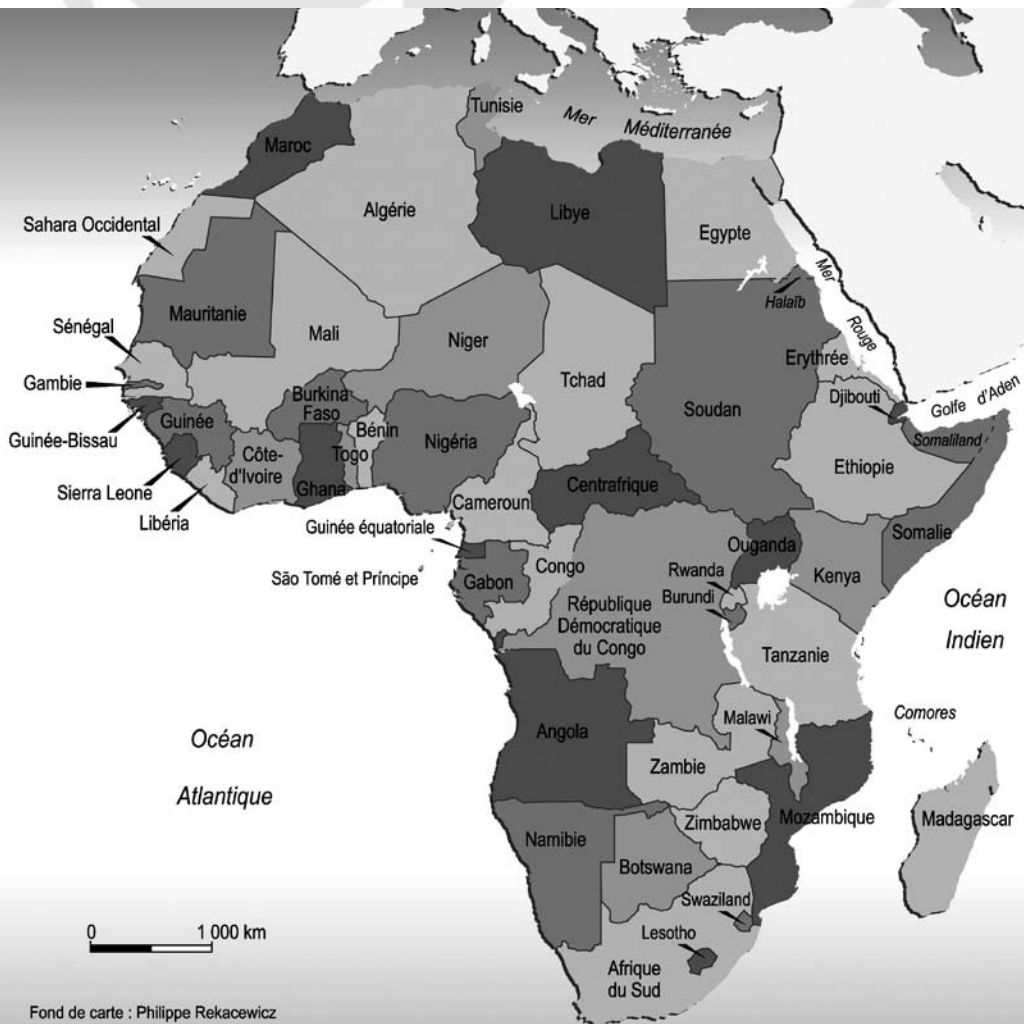 Tunisie
Mer Méditerranée
Maroc
Algérie
Libye
Egypte
Sahara Occidental
Mer
Rouge
Halaïb
Mauritanie
Mali
Niger
Tchad
Soudan
Erythrée
Sénégal
Gambie
Guinée-Bissau
Guinée
Sierra Leone
Libéria
Côte-
d'Ivoire
Burkina
Faso
Ghana
Togo
Bénin
Nigéria
Djibouti
Golfe d'Aden
Somaliland
Ethiopie
Centrafrique
Cameroun
Guinée équatoriale
São Tomé et Príncipe
Gabon
Congo
République
Démocratique
du Congo
Ouganda
Rwanda
Burundi
Kenya
Somalie
Océan
Indien
Tanzanie
Comores
Océan
Atlantique
Angola
Zambie
Malawi
Mozambique
Madagascar
Zimbabwe
Namibie
Botswana
Swaziland
Lesotho
Afrique
du Sud
0 1 000 km
Fond de carte : Philippe Rekacewicz